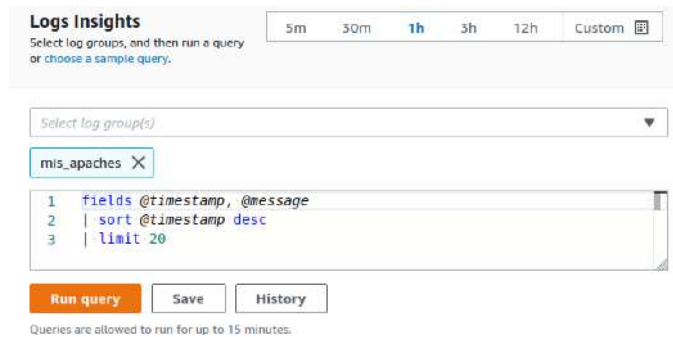 Logs Insights
Select log groups, and then run a query
or choose a sample query.
5m 30m 1h 3h 12h Custom
Select log group(s)
mis_apaches
1 fields @timestamp, @message
2 | sort @timestamp desc
3 | limit 20
Run query Save History
Queries are allowed to run for up to 15 minutes.